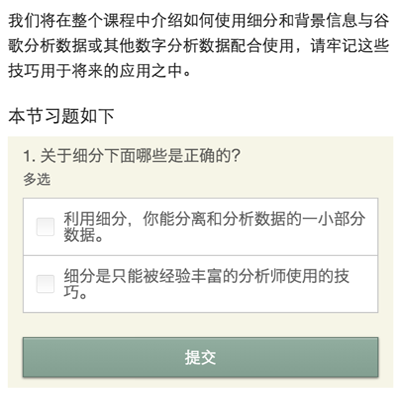 我们将在整个课程中介绍如何使用细分和背景信息与谷
歌分析数据或其他数字分析数据配合使用，请牢记这些
技巧用于将来的应用之中。
本节习题如下
1. 关于细分下面哪些是正确的?
多选
利用细分，你能分离和分析数据的一小部分
数据。
细分是只能被经验丰富的分析师使用的技
巧。
提交